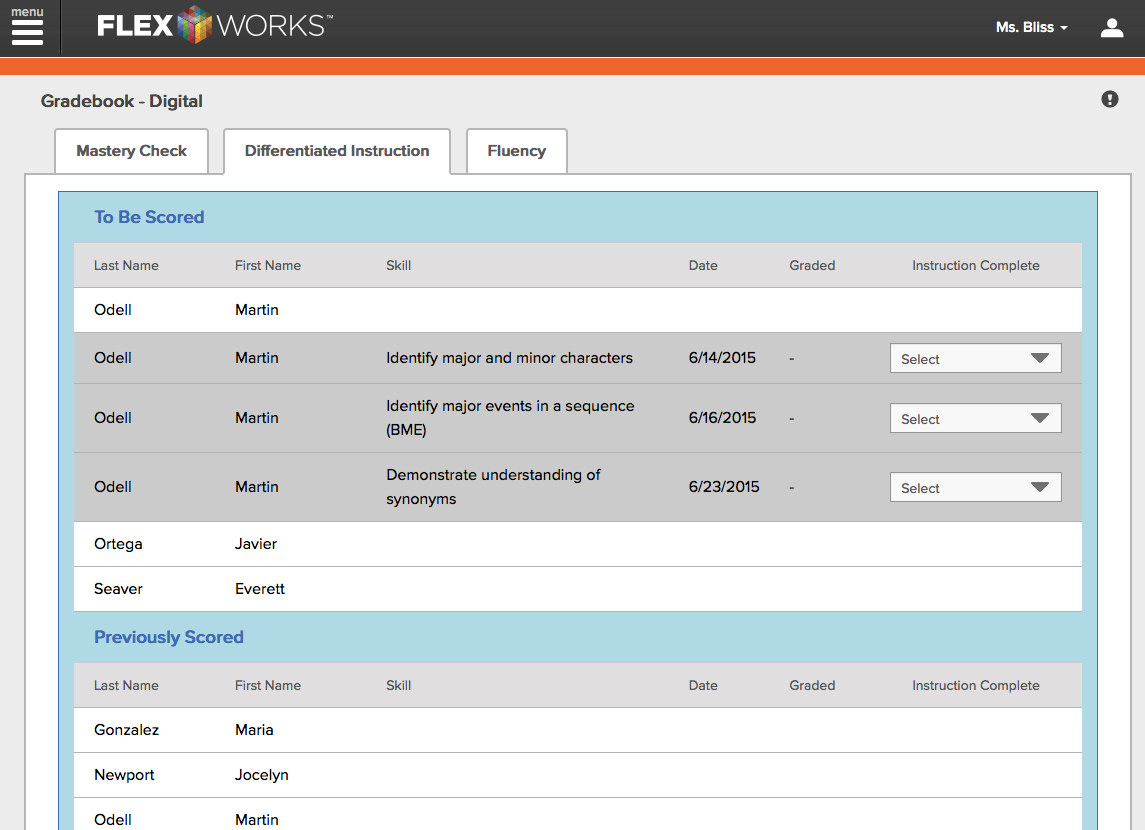 menu
FLEX WORKS™
Ms. Bliss
Gradebook - Digital
Mastery Check
Differentiated Instruction
Fluency
To Be Scored
Last Name First Name Skill Date Graded Instruction Complete
Odell Martin
Odell Martin Identify major and minor characters 6/14/2015 - Select
Odell Martin Identify major events in a sequence (BME) 6/16/2015 - Select
Odell Martin Demonstrate understanding of synonyms 6/23/2015 - Select
Ortega Javier
Seaver Everett
Previously Scored
Last Name First Name Skill Date Graded Instruction Complete
Gonzalez Maria
Newport Jocelyn
Odell Martin